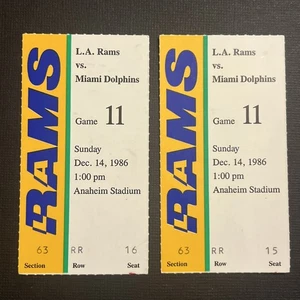 RAMS
L.A. Rams
vs.
Miami Dolphins
Game 11
Sunday
Dec. 14, 1986
1:00 pm
Anaheim Stadium
63 RR 16
Section Row Seat
RAMS
L.A. Rams
vs.
Miami Dolphins
Game 11
Sunday
Dec. 14, 1986
1:00 pm
Anaheim Stadium
63 RR 15
Section Row Seat